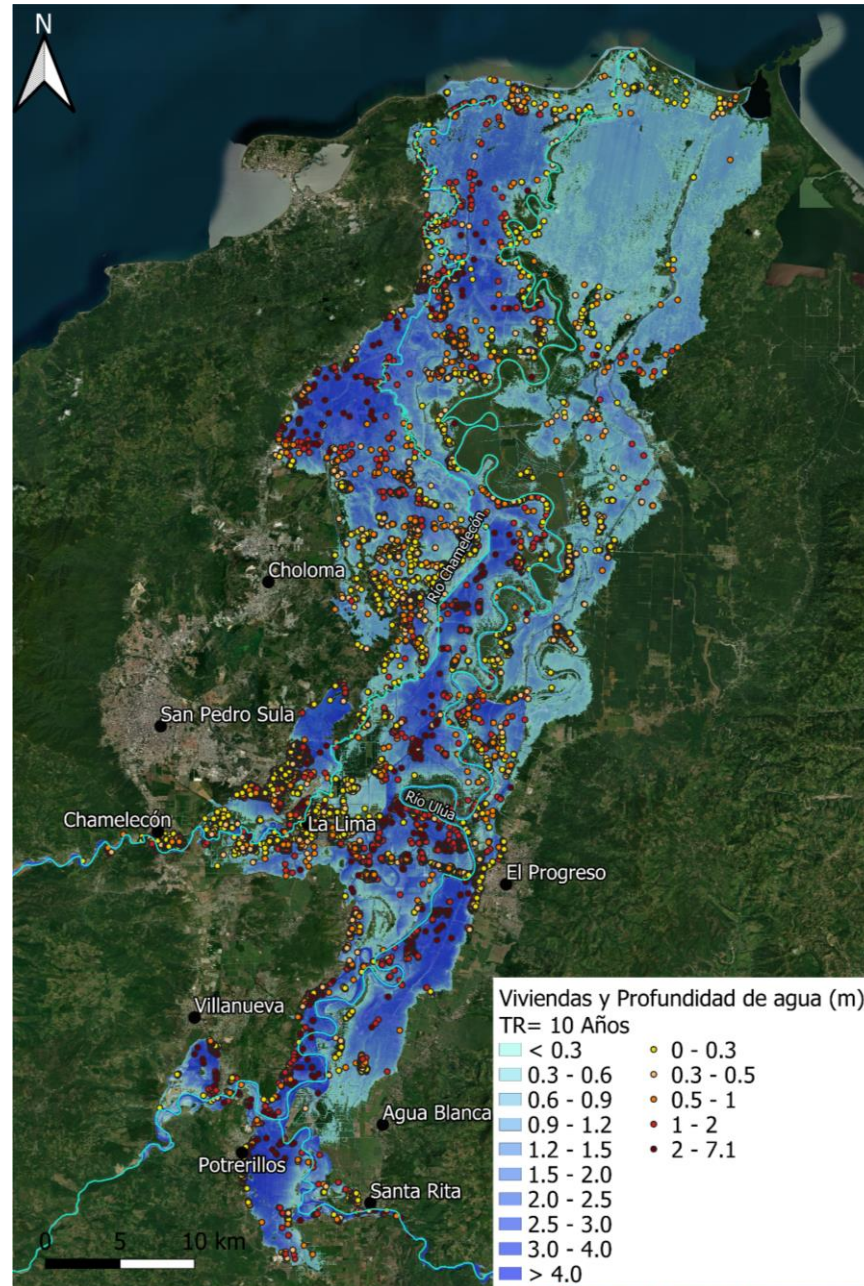 N
Río Chamelecón
Choloma
San Pedro Sula
Río Ulúa
Chamelecón
La Lima
El Progreso
Villanueva
Agua Blanca
Potrerillos
Santa Rita
0 5 10 km
Viviendas y Profundidad de agua (m)
TR= 10 Años
< 0.3 0 - 0.3
0.3 - 0.6 0.3 - 0.5
0.6 - 0.9 0.5 - 1
0.9 - 1.2 1 - 2
1.2 - 1.5 2 - 7.1
1.5 - 2.0
2.0 - 2.5
2.5 - 3.0
3.0 - 4.0
> 4.0